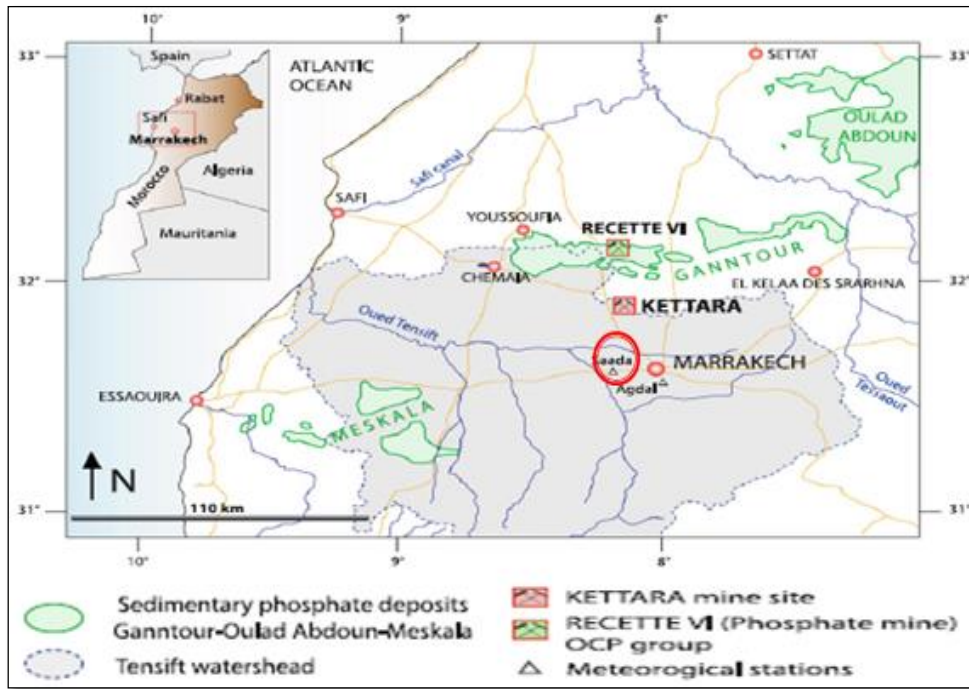 10°
9°
8°
33°
33°
Spain
Rabat
Safi
Marrakech
Morocco
Algeria
Mauritania
ATLANTIC
OCEAN
SETTAT
OULAD
ABDOUN
Safi canal
SAFI
YOUSSOUFIA
RECETTE VI
GANNTOUR
32°
32°
CHEMAIA
EL KELAA DES SRARHNA
KETTARA
Oued Tensift
Saada
MARRAKECH
Agdal
Oued
Tessaout
ESSAOUJRA
MESKALA
N
110 km
31°
31°
10°
9°
8°
Sedimentary phosphate deposits
Ganntour-Oulad Abdoun-Meskala
Tensift watershead
KETTARA mine site
RECETTE VI (Phosphate mine)
OCP group
Meteorogical stations